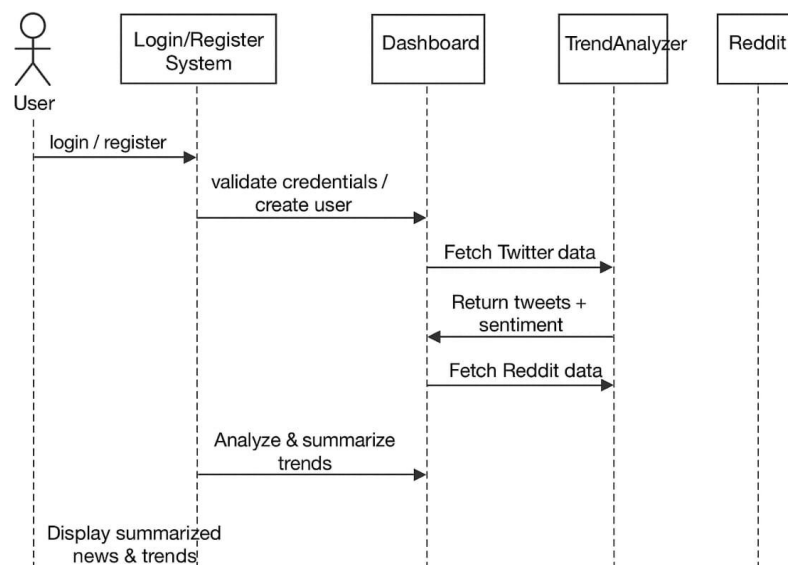 Login/Register
System
Dashboard
TrendAnalyzer
Reddit
User
login / register
validate credentials /
create user
Fetch Twitter data
Return tweets +
sentiment
Fetch Reddit data
Analyze & summarize
trends
Display summarized
news & trends